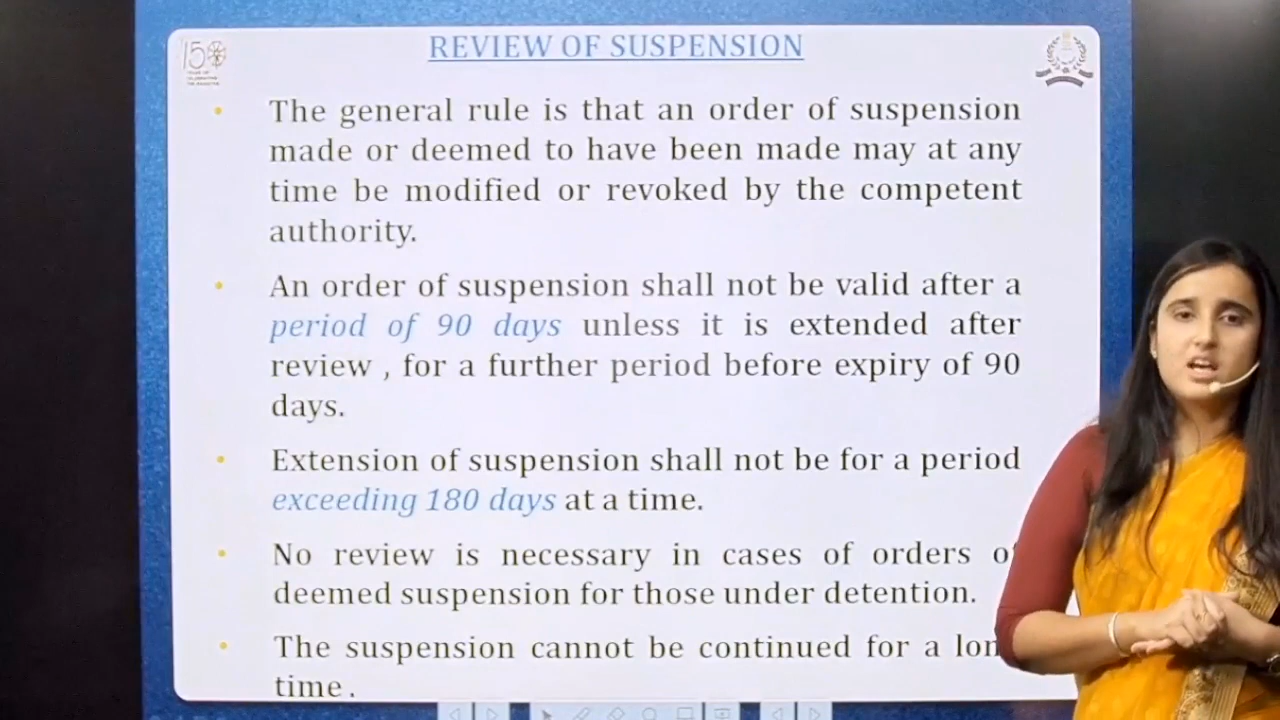 REVIEW OF SUSPENSION
The general rule is that an order of suspension
made or deemed to have been made may at any
time be modified or revoked by the competent
authority.
An order of suspension shall not be valid after a
period of 90 days unless it is extended after
review , for a further period before expiry of 90
days.
Extension of suspension shall not be for a period
exceeding 180 days at a time.
No review is necessary in cases of orders
deemed suspension for those under detention.
The suspension cannot be continued for a
time.
150